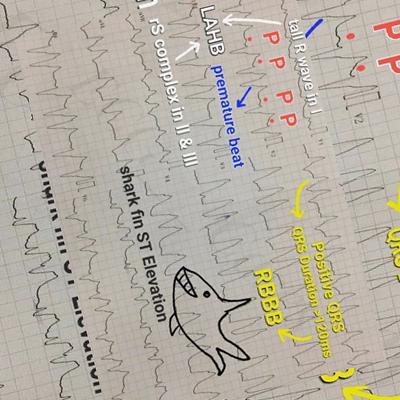 tall R wave in I
LAHB
rS complex in II & III
premature beat
P P P P
P P
V2
Positive QRS
QRS Duration >120ms
RBBB
shark fin ST Elevation